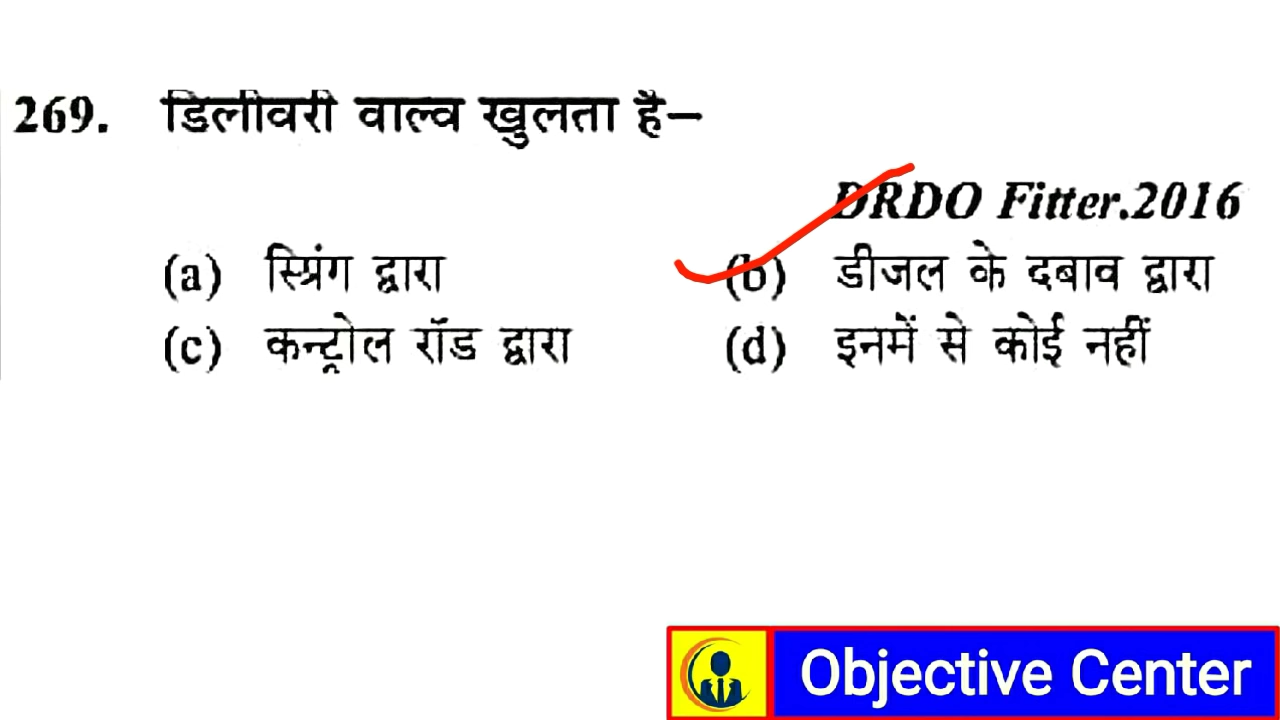 269. डिलीवरी वाल्व खुलता है–
DRDO Fitter.2016
(a) स्प्रिंग द्वारा (b) डीजल के दबाव द्वारा
(c) कन्ट्रोल रॉड द्वारा (d) इनमें से कोई नहीं
Objective Center